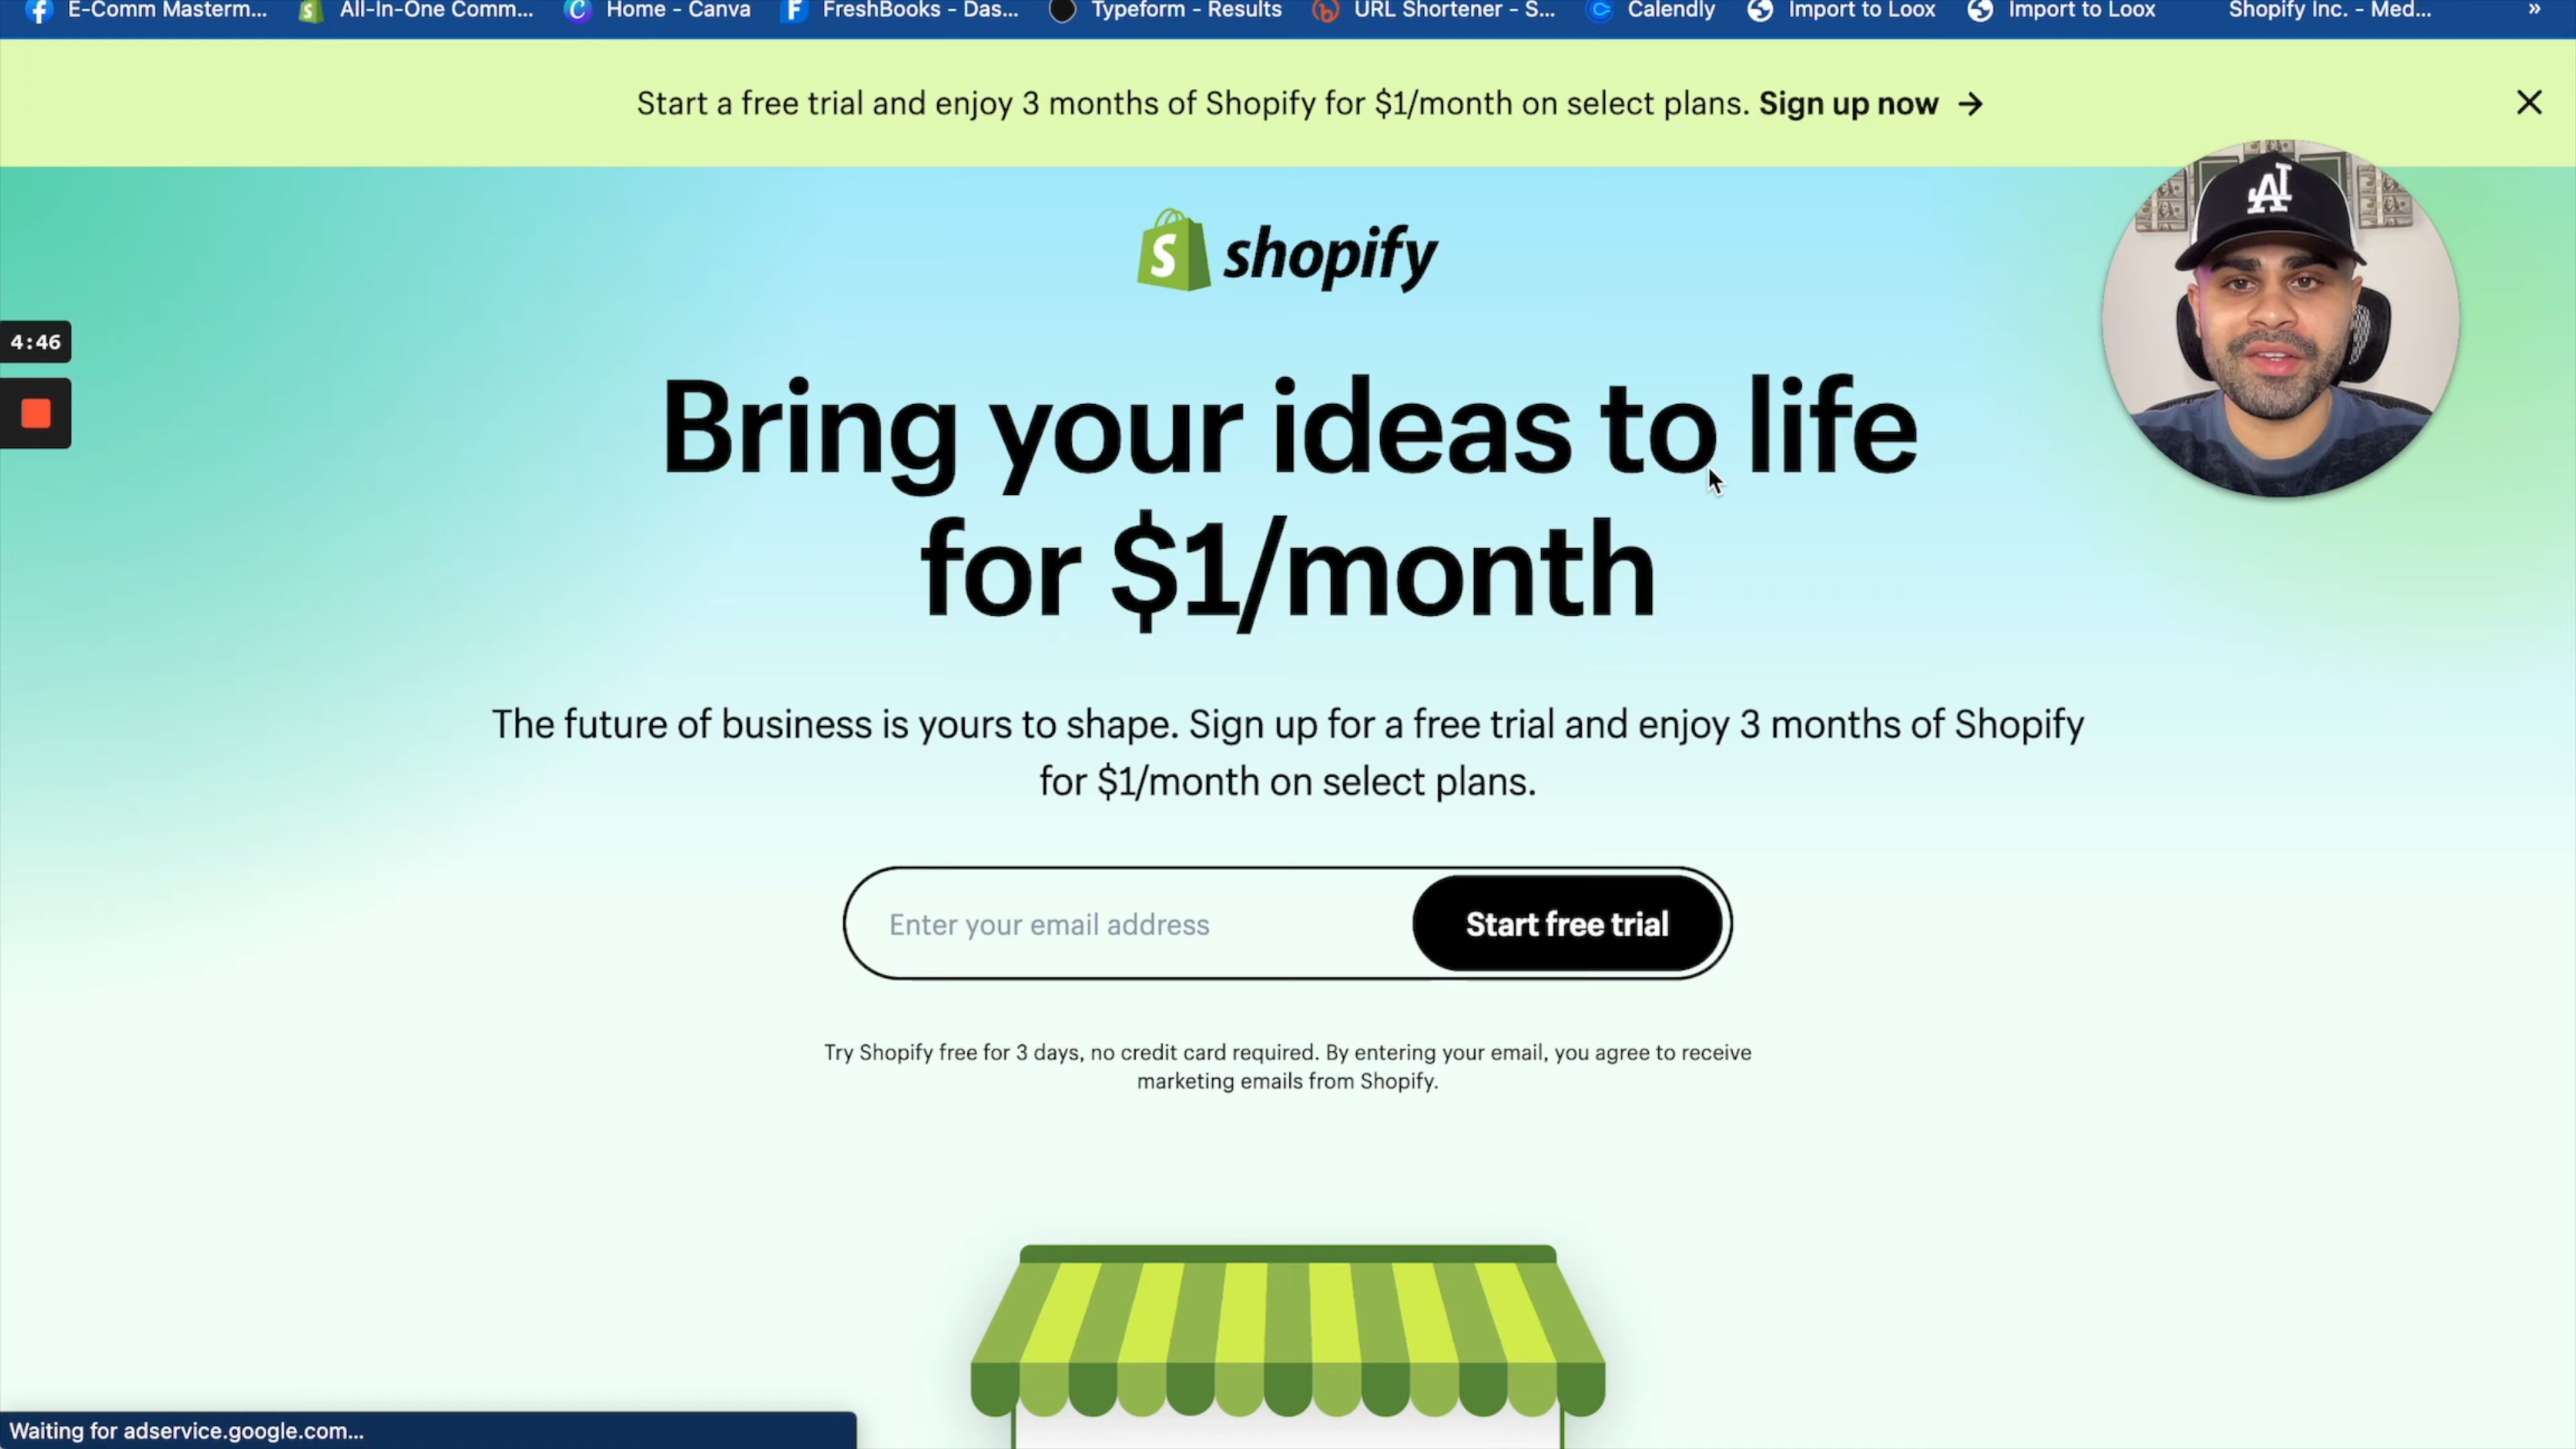 E-Comm Masterm... All-In-One Comm... Home - Canva FreshBooks - Das... Typeform - Results URL Shortener - S... Calendly Import to Loox Import to Loox Shopify Inc. - Med... »
Start a free trial and enjoy 3 months of Shopify for $1/month on select plans. Sign up now →
shopify
4:46
Bring your ideas to life
for $1/month
The future of business is yours to shape. Sign up for a free trial and enjoy 3 months of Shopify
for $1/month on select plans.
Enter your email address Start free trial
Try Shopify free for 3 days, no credit card required. By entering your email, you agree to receive
marketing emails from Shopify.
Waiting for adservice.google.com...